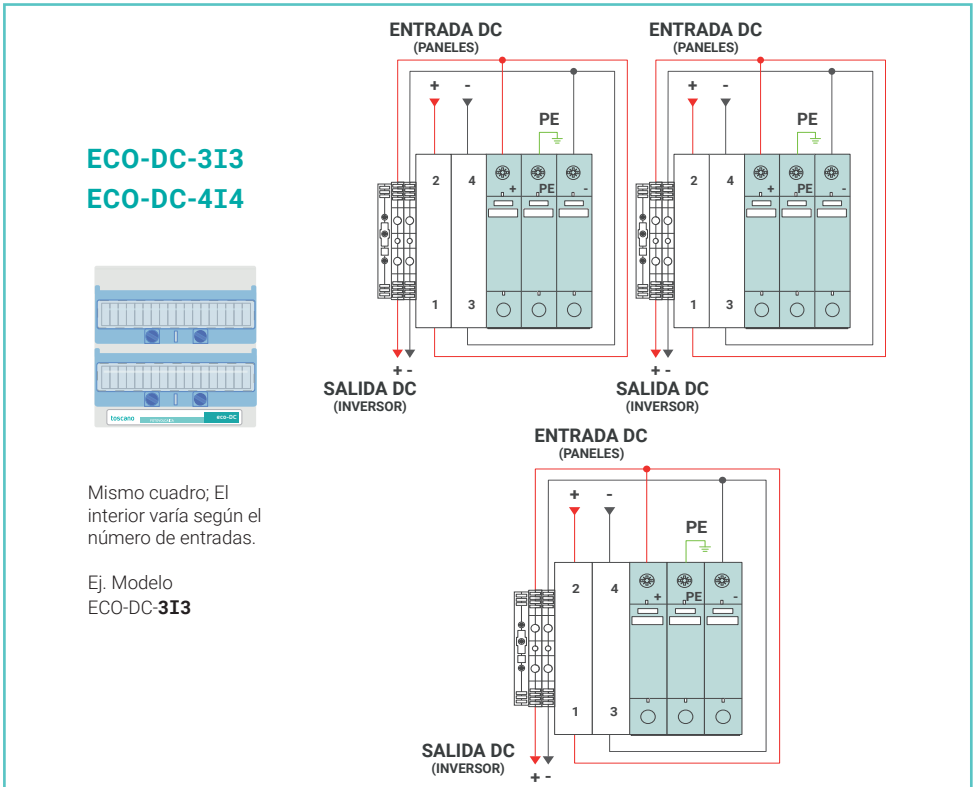 ECO-DC-3I3
ECO-DC-4I4
toscano
eco-DC
Mismo cuadro; El
interior varía según el
número de entradas.
Ej. Modelo
ECO-DC-3I3
ENTRADA DC
(PANELES)
+ -
PE
2 4
+ PE -
1 3
+ -
SALIDA DC
(INVERSOR)
ENTRADA DC
(PANELES)
+ -
PE
2 4
+ PE -
1 3
+ -
SALIDA DC
(INVERSOR)
ENTRADA DC
(PANELES)
+ -
PE
2 4
+ PE -
1 3
SALIDA DC
(INVERSOR)
+ -